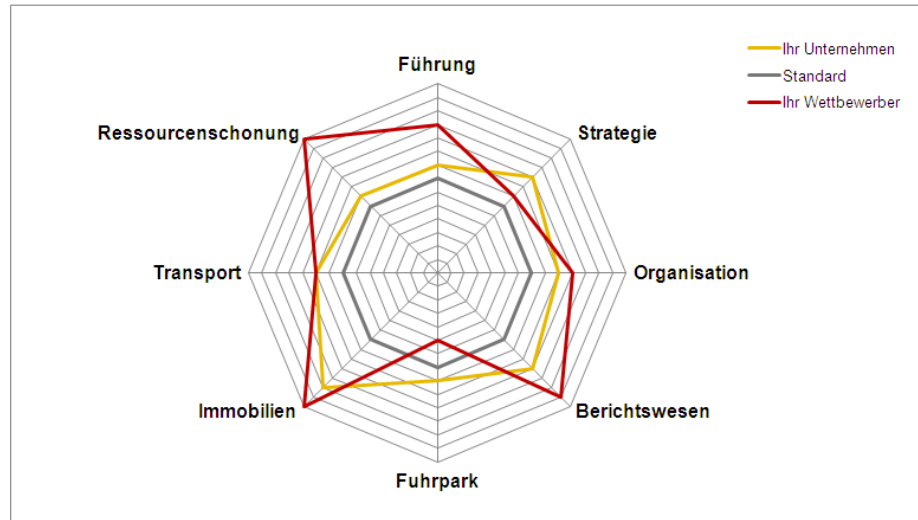 Ihr Unternehmen
Standard
Ihr Wettbewerber
Führung
Strategie
Organisation
Berichtswesen
Fuhrpark
Immobilien
Transport
Ressourcenschonung